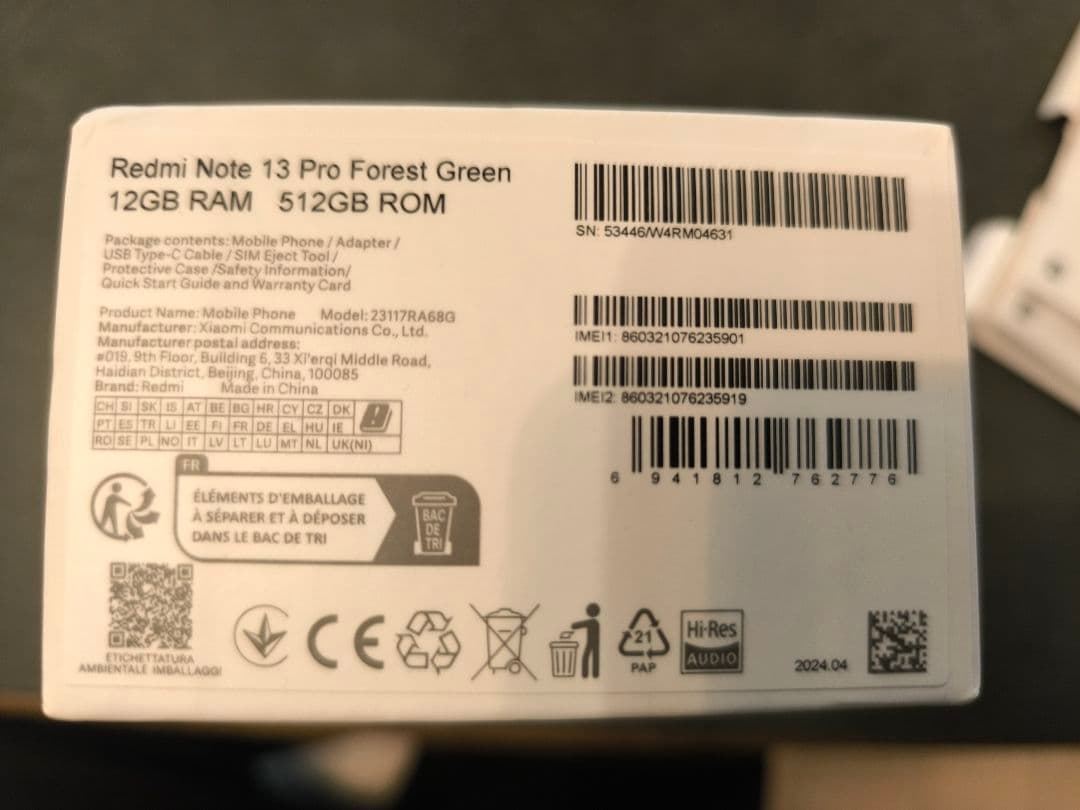 Redmi Note 13 Pro Forest Green
12GB RAM 512GB ROM
Package contents: Mobile Phone / Adapter /
USB Type-C Cable / SIM Eject Tool /
Protective Case /Safety Information/
Quick Start Guide and Warranty Card
Product Name: Mobile Phone Model: 23117RA68G
Manufacturer: Xiaomi Communications Co., Ltd.
Manufacturer postal address:
#019, 9th Floor, Building 6, 33 Xi'erqi Middle Road,
Haidian District, Beijing, China, 100085
Brand: Redmi Made in China
CH SI SK IS AT BE BG HR CY CZ DK
PT ES TR LI EE FI FR DE EL HU IE
RO SE PL NO IT LV LT LU MT NL UK(NI)
FR
ÉLÉMENTS D'EMBALLAGE
À SÉPARER ET À DÉPOSER
DANS LE BAC DE TRI
BAC
DE
TRI
ETICHETTATURA
AMBIENTALE IMBALLAGGI
SN: 53446/W4RM04631
IMEI1: 860321076235901
IMEI2: 860321076235919
6 941812 762776
CE
21
PAP
Hi-Res
AUDIO
2024.04